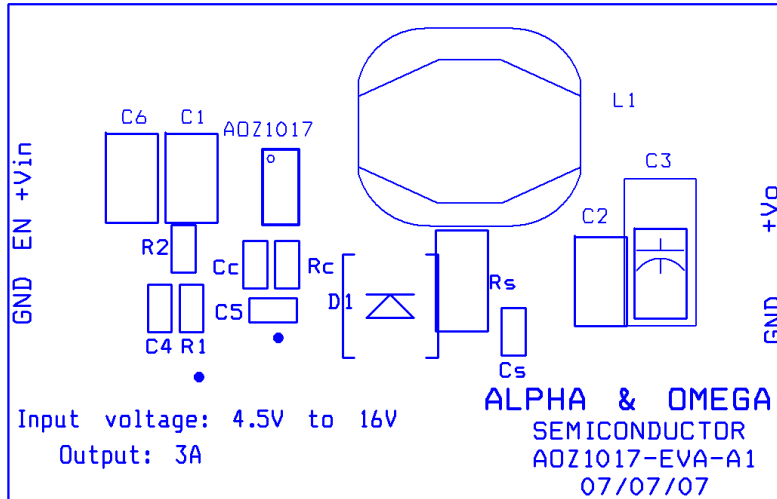 C6
C1
AOZ1017
L1
C3
C2
+Vin
EN
GND
+Vo
GND
R2
Cc
Rc
C5
D1
Rs
C4
R1
Cs
Input voltage: 4.5V to 16V
Output: 3A
ALPHA & OMEGA
SEMICONDUCTOR
AOZ1017-EVA-A1
07/07/07